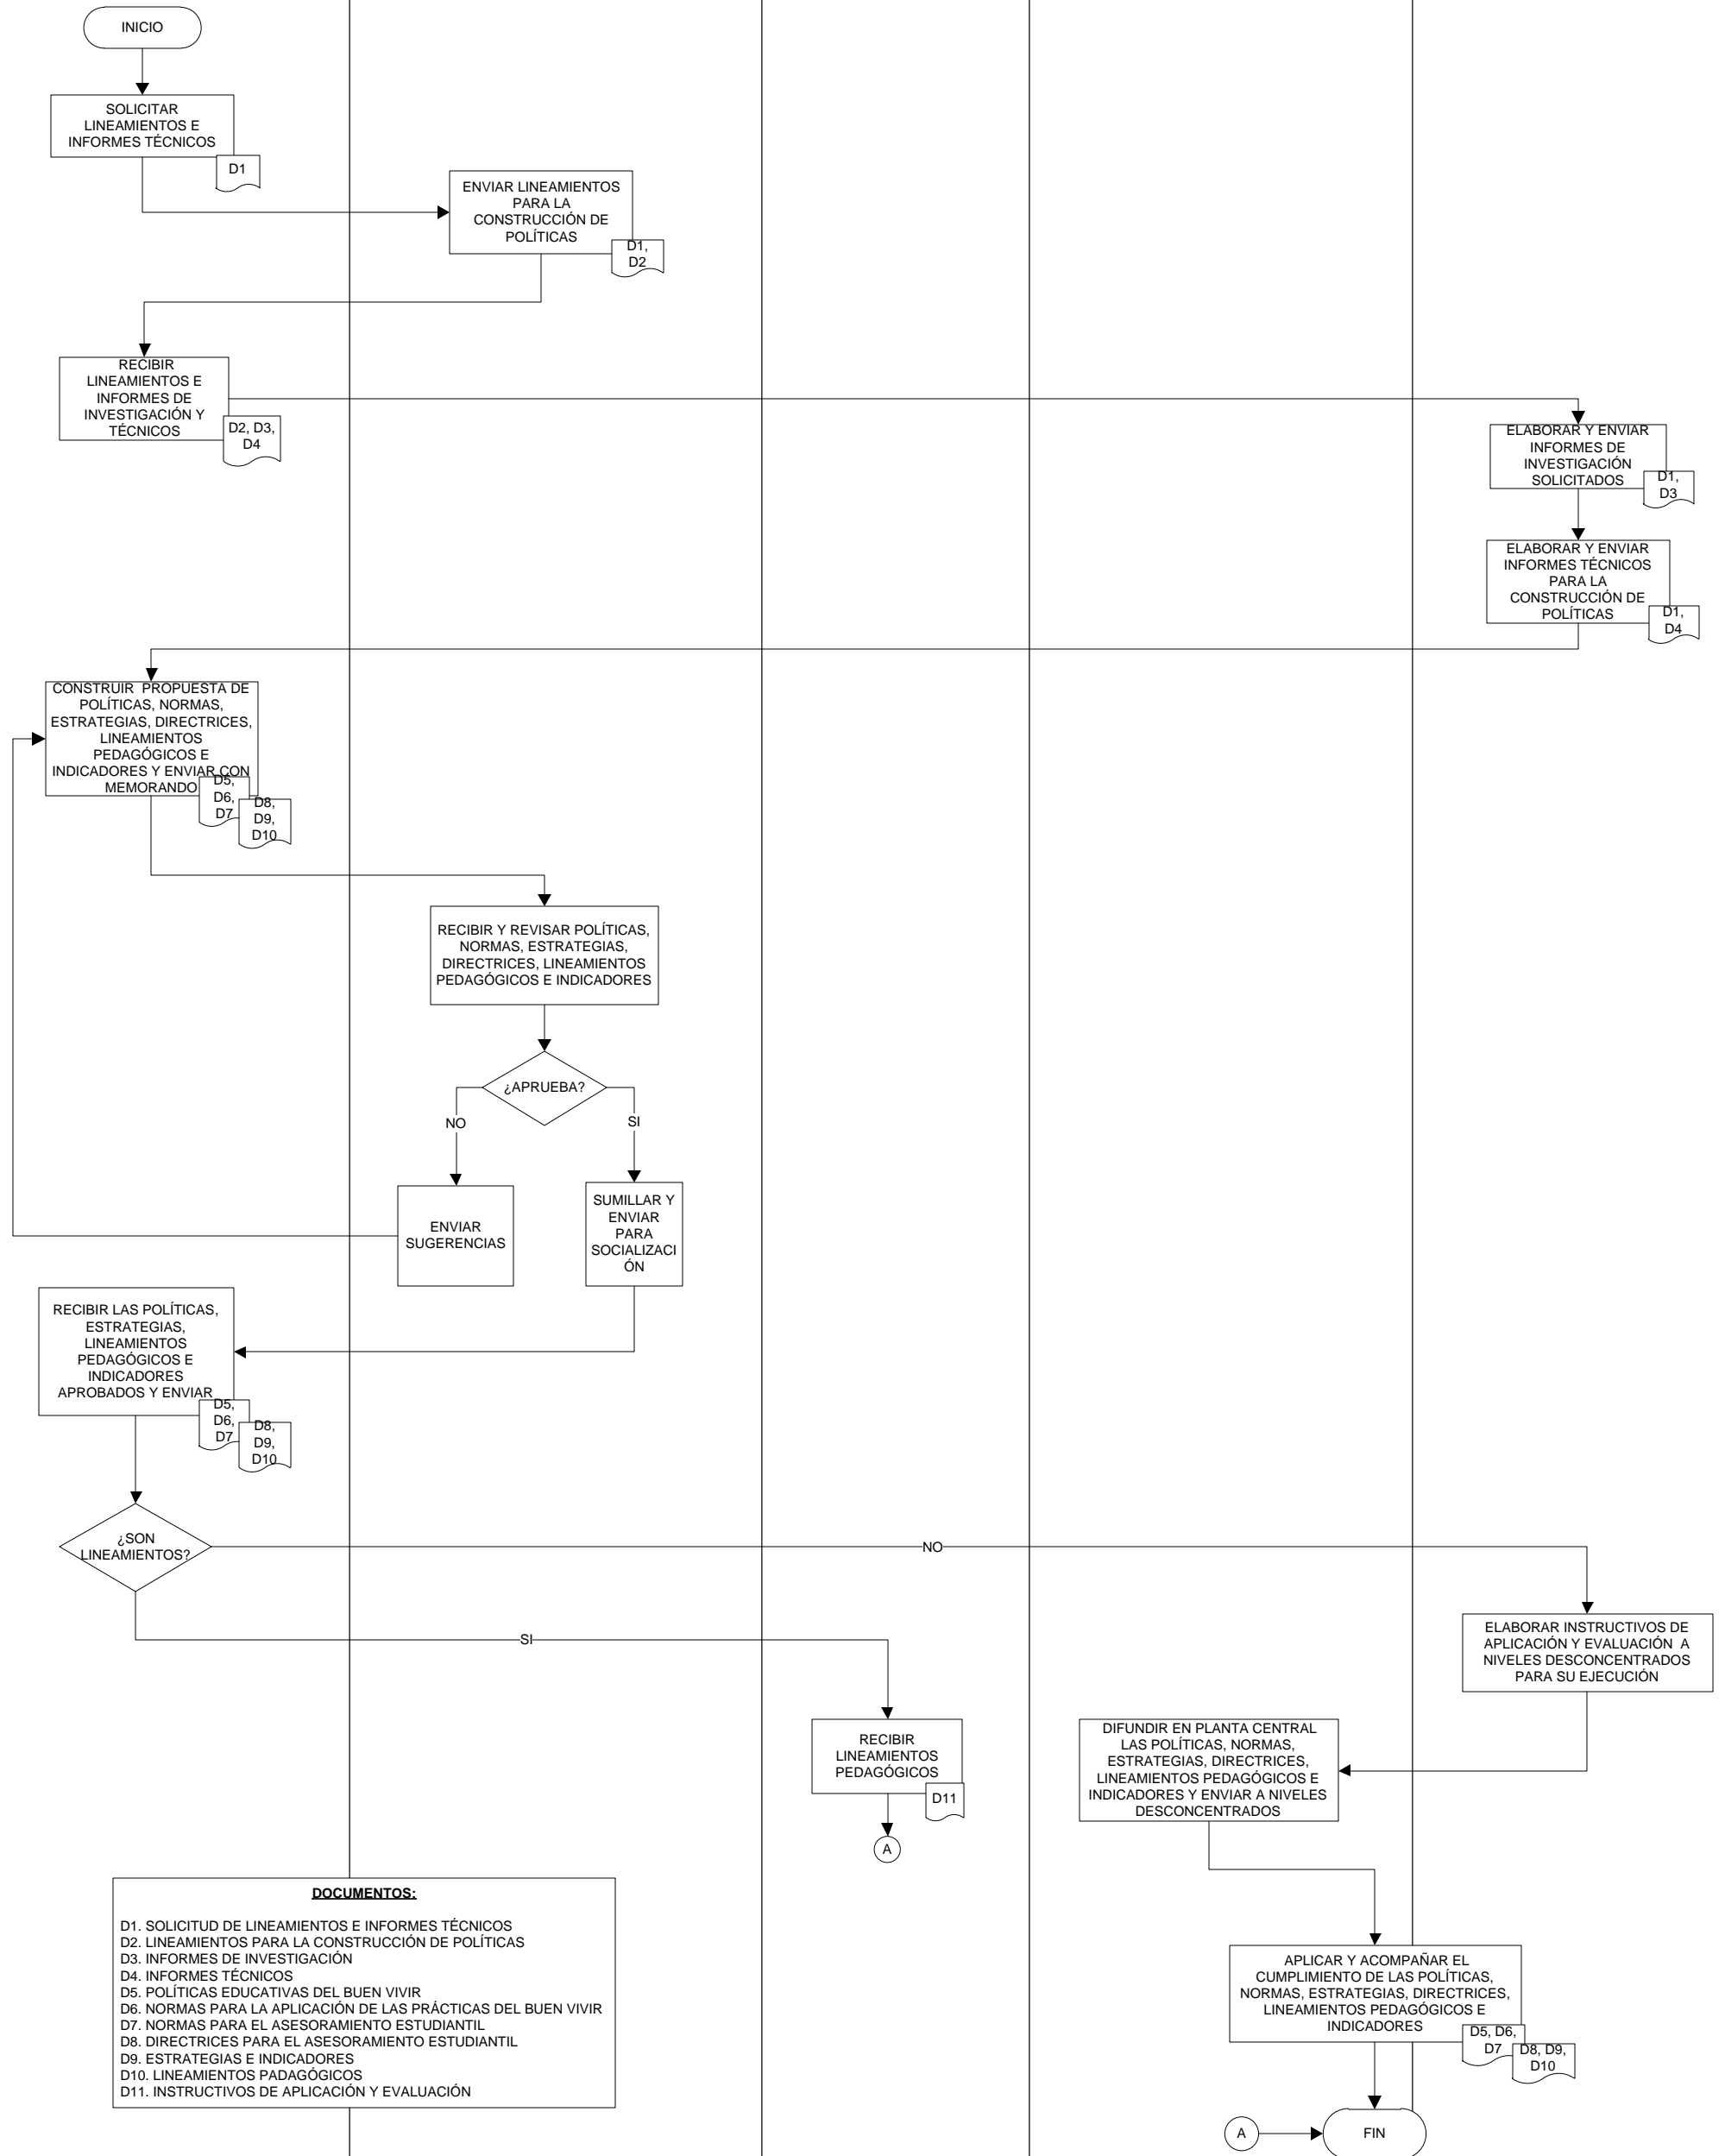 INICIO
SOLICITAR
LINEAMIENTOS E
INFORMES TÉCNICOS
D1
ENVIAR LINEAMIENTOS
PARA LA
CONSTRUCCIÓN DE
POLÍTICAS
D1,
D2
RECIBIR
LINEAMIENTOS E
INFORMES DE
INVESTIGACIÓN Y
TÉCNICOS
D2, D3,
D4
ELABORAR Y ENVIAR
INFORMES DE
INVESTIGACIÓN
SOLICITADOS
D1,
D3
ELABORAR Y ENVIAR
INFORMES TÉCNICOS
PARA LA
CONSTRUCCIÓN DE
POLÍTICAS
D1,
D4
CONSTRUIR PROPUESTA DE
POLÍTICAS, NORMAS,
ESTRATEGIAS, DIRECTRICES,
LINEAMIENTOS
PEDAGÓGICOS E
INDICADORES Y ENVIAR CON
MEMORANDO
D5,
D6,
D7
D8,
D9,
D10
RECIBIR Y REVISAR POLÍTICAS,
NORMAS, ESTRATEGIAS,
DIRECTRICES, LINEAMIENTOS
PEDAGÓGICOS E INDICADORES
¿APRUEBA?
NO
SI
ENVIAR
SUGERENCIAS
SUMILLAR Y
ENVIAR
PARA
SOCIALIZACI
ÓN
RECIBIR LAS POLÍTICAS,
ESTRATEGIAS,
LINEAMIENTOS
PEDAGÓGICOS E
INDICADORES
APROBADOS Y ENVIAR
D5,
D6,
D7
D8,
D9,
D10
¿SON
LINEAMIENTOS?
NO
SI
ELABORAR INSTRUCTIVOS DE
APLICACIÓN Y EVALUACIÓN A
NIVELES DESCONCENTRADOS
PARA SU EJECUCIÓN
RECIBIR
LINEAMIENTOS
PEDAGÓGICOS
D11
A
DIFUNDIR EN PLANTA CENTRAL
LAS POLÍTICAS, NORMAS,
ESTRATEGIAS, DIRECTRICES,
LINEAMIENTOS PEDAGÓGICOS E
INDICADORES Y ENVIAR A NIVELES
DESCONCENTRADOS
DOCUMENTOS:
D1. SOLICITUD DE LINEAMIENTOS E INFORMES TÉCNICOS
D2. LINEAMIENTOS PARA LA CONSTRUCCIÓN DE POLÍTICAS
D3. INFORMES DE INVESTIGACIÓN
D4. INFORMES TÉCNICOS
D5. POLÍTICAS EDUCATIVAS DEL BUEN VIVIR
D6. NORMAS PARA LA APLICACIÓN DE LAS PRÁCTICAS DEL BUEN VIVIR
D7. NORMAS PARA EL ASESORAMIENTO ESTUDIANTIL
D8. DIRECTRICES PARA EL ASESORAMIENTO ESTUDIANTIL
D9. ESTRATEGIAS E INDICADORES
D10. LINEAMIENTOS PADAGÓGICOS
D11. INSTRUCTIVOS DE APLICACIÓN Y EVALUACIÓN
APLICAR Y ACOMPAÑAR EL
CUMPLIMIENTO DE LAS POLÍTICAS,
NORMAS, ESTRATEGIAS, DIRECTRICES,
LINEAMIENTOS PEDAGÓGICOS E
INDICADORES
D5, D6,
D7
D8, D9,
D10
A
FIN